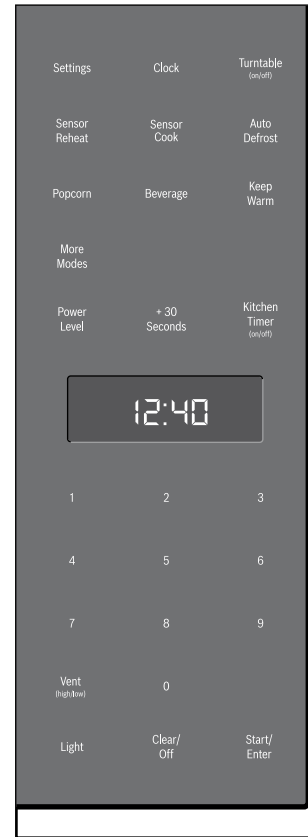 Settings
Clock
Turntable
(on/off)
Sensor
Reheat
Sensor
Cook
Auto
Defrost
Popcorn
Beverage
Keep
Warm
More
Modes
Power
Level
+ 30
Seconds
Kitchen
Timer
(on/off)
12:40
1
2
3
4
5
6
7
8
9
Vent
(high/low)
0
Light
Clear/
Off
Start/
Enter